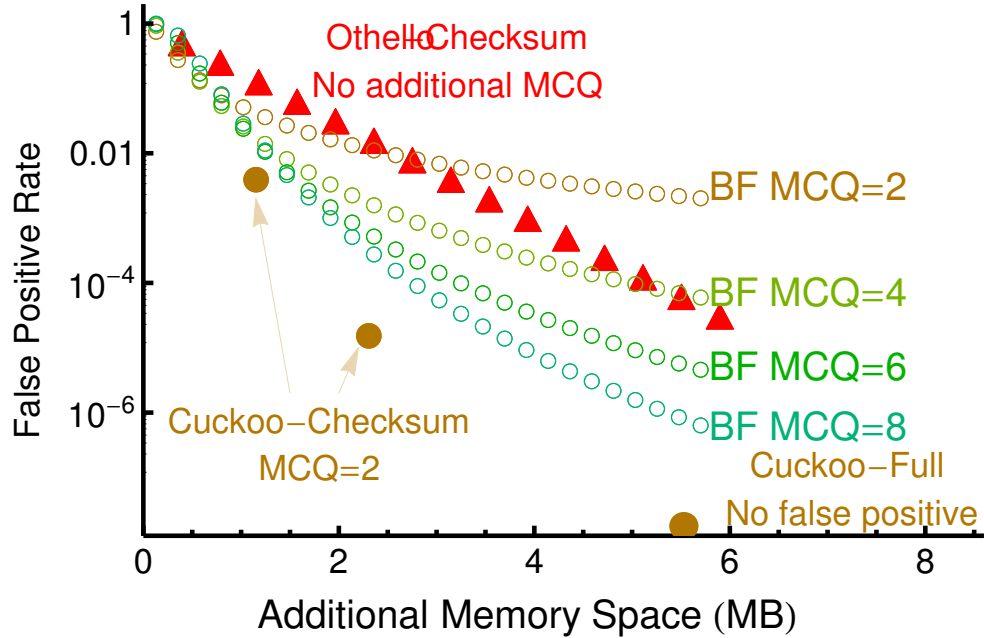 1
0.01
10−4
10−6
False Positive Rate
Othello−Checksum
No additional MCQ
BF MCQ=2
BF MCQ=4
BF MCQ=6
BF MCQ=8
Cuckoo−Checksum
MCQ=2
Cuckoo−Full
No false positive
0 2 4 6 8
Additional Memory Space (MB)